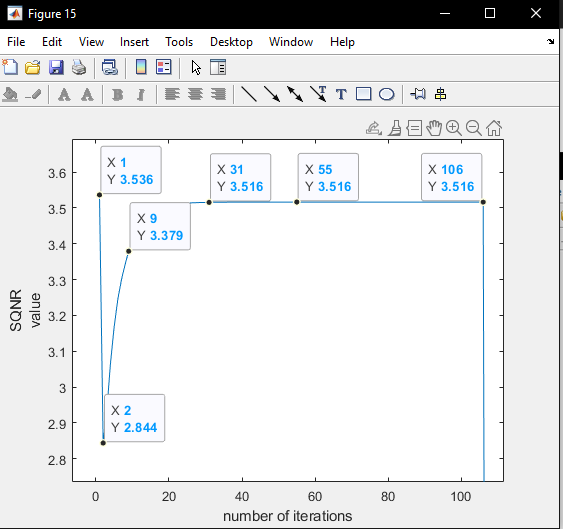 Figure 15
File Edit View Insert Tools Desktop Window Help
X 1
Y 3.536
X 31
Y 3.516
X 55
Y 3.516
X 106
Y 3.516
X 9
Y 3.379
X 2
Y 2.844
3.6
3.5
3.4
3.3
3.2
3.1
3
2.9
2.8
SQNR
value
0 20 40 60 80 100
number of iterations